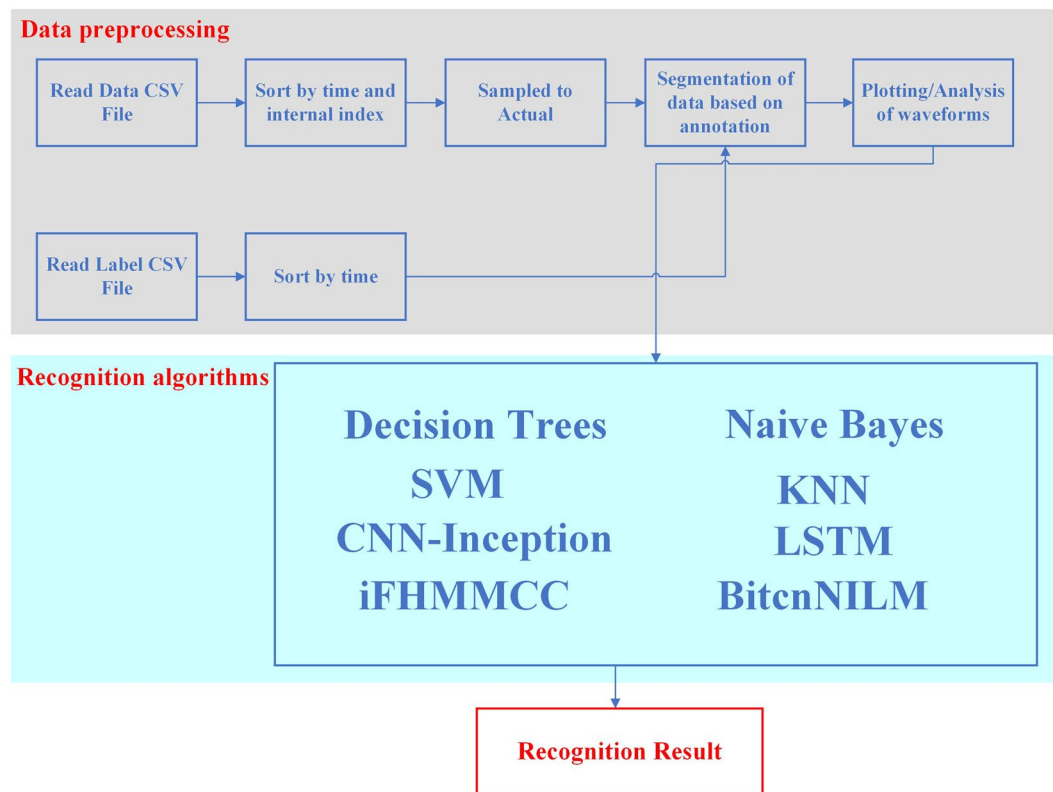 Data preprocessing
Read Data CSV
File
Sort by time and
internal index
Sampled to
Actual
Segmentation of
data based on
annotation
Plotting/Analysis
of waveforms
Read Label CSV
File
Sort by time
Recognition algorithms
Decision Trees
Naive Bayes
SVM
KNN
CNN-Inception
LSTM
iFHMMCC
BitcnNILM
Recognition Result